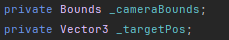 private Bounds _cameraBounds;
private Vector3 _targetPos;